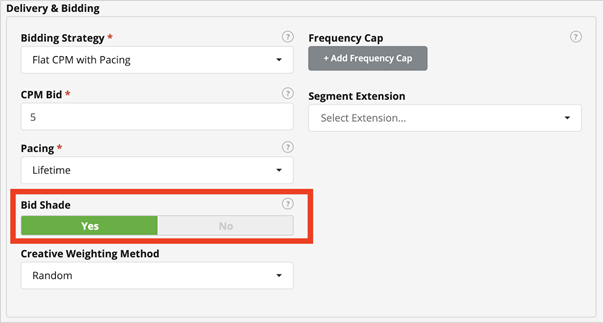 Delivery & Bidding
Bidding Strategy *
?
Flat CPM with Pacing
CPM Bid *
?
5
Pacing *
?
Lifetime
Bid Shade
?
Yes
No
Creative Weighting Method
Random
Frequency Cap
?
+ Add Frequency Cap
Segment Extension
Select Extension...